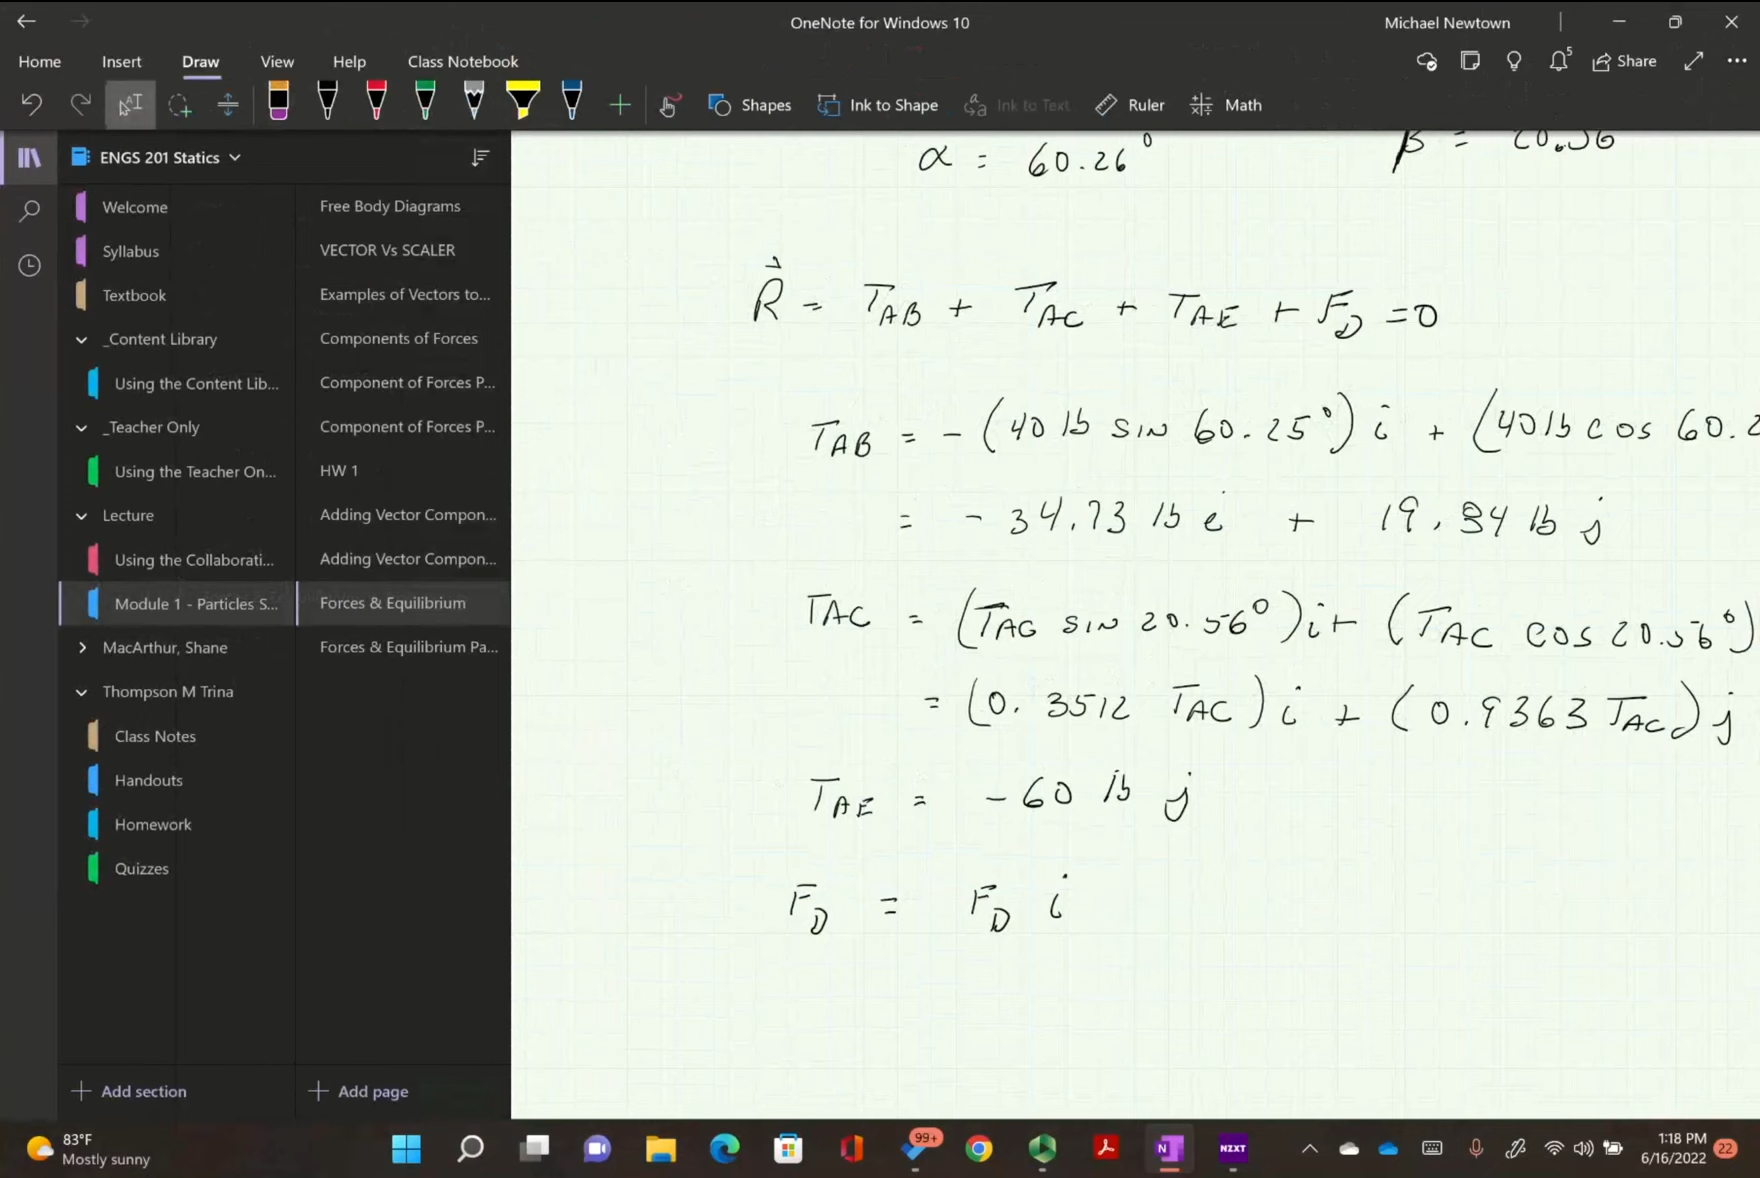 OneNote for Windows 10
Michael Newtown
Home Insert Draw View Help Class Notebook
5 Share
Shapes Ink to Shape Ink to Text Ruler Math
ENGS 201 Statics
Welcome
Syllabus
Textbook
_Content Library
Using the Content Lib...
_Teacher Only
Using the Teacher On...
Lecture
Using the Collaborati...
Module 1 - Particles S...
MacArthur, Shane
Thompson M Trina
Class Notes
Handouts
Homework
Quizzes
Add section
Free Body Diagrams
VECTOR Vs SCALER
Examples of Vectors to...
Components of Forces
Component of Forces P...
Component of Forces P...
HW 1
Adding Vector Compon...
Adding Vector Compon...
Forces & Equilibrium
Forces & Equilibrium Pa...
Add page
α = 60.26° β = 20.56
R⃗ = TAB + TAC + TAE + FD = 0
TAB = - (40 lb SIN 60.25°) i + (40 lb cos 60.2
= - 34.73 lb i + 19.84 lb j
TAC = (TAC SIN 20.56°) i + (TAC cos 20.56°)
= (0.3512 TAC) i + (0.9363 TAC) j
TAE = - 60 lb j
FD = FD i
83°F
Mostly sunny
99+
NZXT
1:18 PM
6/16/2022
22